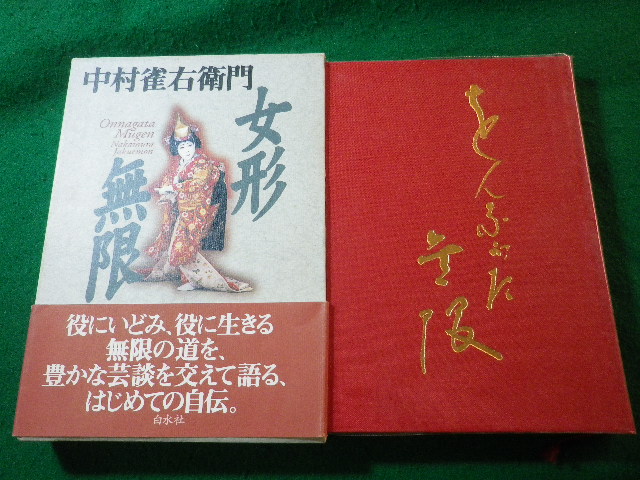 中村雀右衛門
女形
無限
Onnagata
Mugen
Nakamura
Jakuemon
役にいどみ、役に生きる
無限の道を、
豊かな芸談を交えて語る、
はじめての自伝。
白水社
をんながた
無限